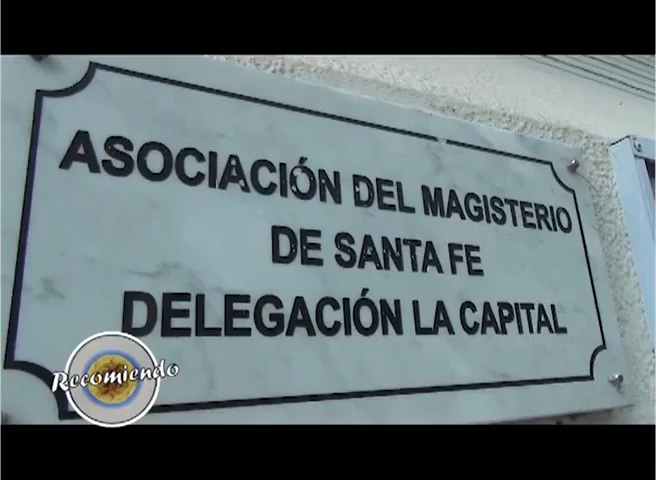 ASOCIACIÓN DEL MAGISTERIO
DE SANTA FE
DELEGACIÓN LA CAPITAL
Recomiendo